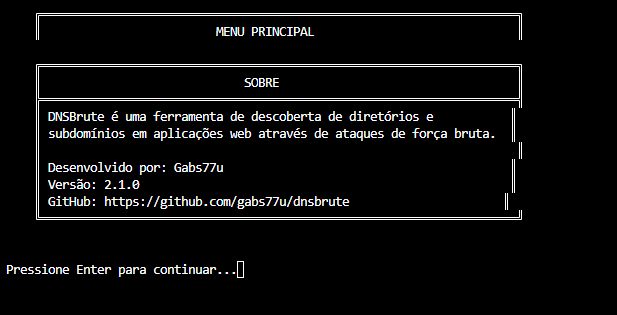 MENU PRINCIPAL
SOBRE
DNSBrute é uma ferramenta de descoberta de diretórios e
subdomínios em aplicações web através de ataques de força bruta.
Desenvolvido por: Gabs77u
Versão: 2.1.0
GitHub: https://github.com/gabs77u/dnsbrute
Pressione Enter para continuar...